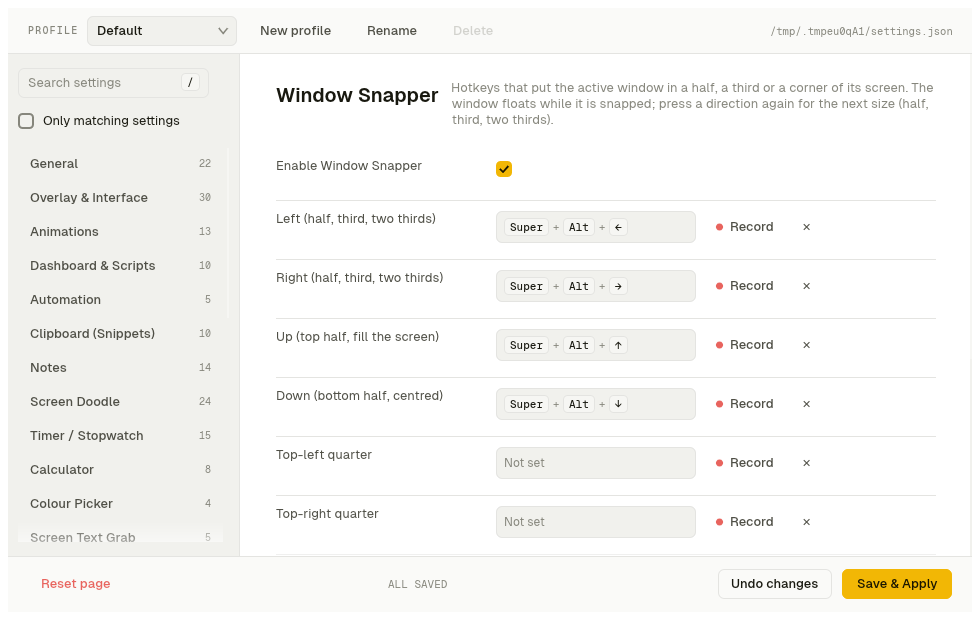 PROFILE Default New profile Rename Delete /tmp/.tmpeu0qA1/settings.json
Search settings /
Only matching settings
General 22
Overlay & Interface 30
Animations 13
Dashboard & Scripts 10
Automation 5
Clipboard (Snippets) 10
Notes 14
Screen Doodle 24
Timer / Stopwatch 15
Calculator 8
Colour Picker 4
Screen Text Grab 5
Window Snapper
Hotkeys that put the active window in a half, a third or a corner of its screen. The
window floats while it is snapped; press a direction again for the next size (half,
third, two thirds).
Enable Window Snapper
Left (half, third, two thirds) Super + Alt + ← Record ×
Right (half, third, two thirds) Super + Alt + → Record ×
Up (top half, fill the screen) Super + Alt + ↑ Record ×
Down (bottom half, centred) Super + Alt + ↓ Record ×
Top-left quarter Not set Record ×
Top-right quarter Not set Record ×
Reset page ALL SAVED Undo changes Save & Apply